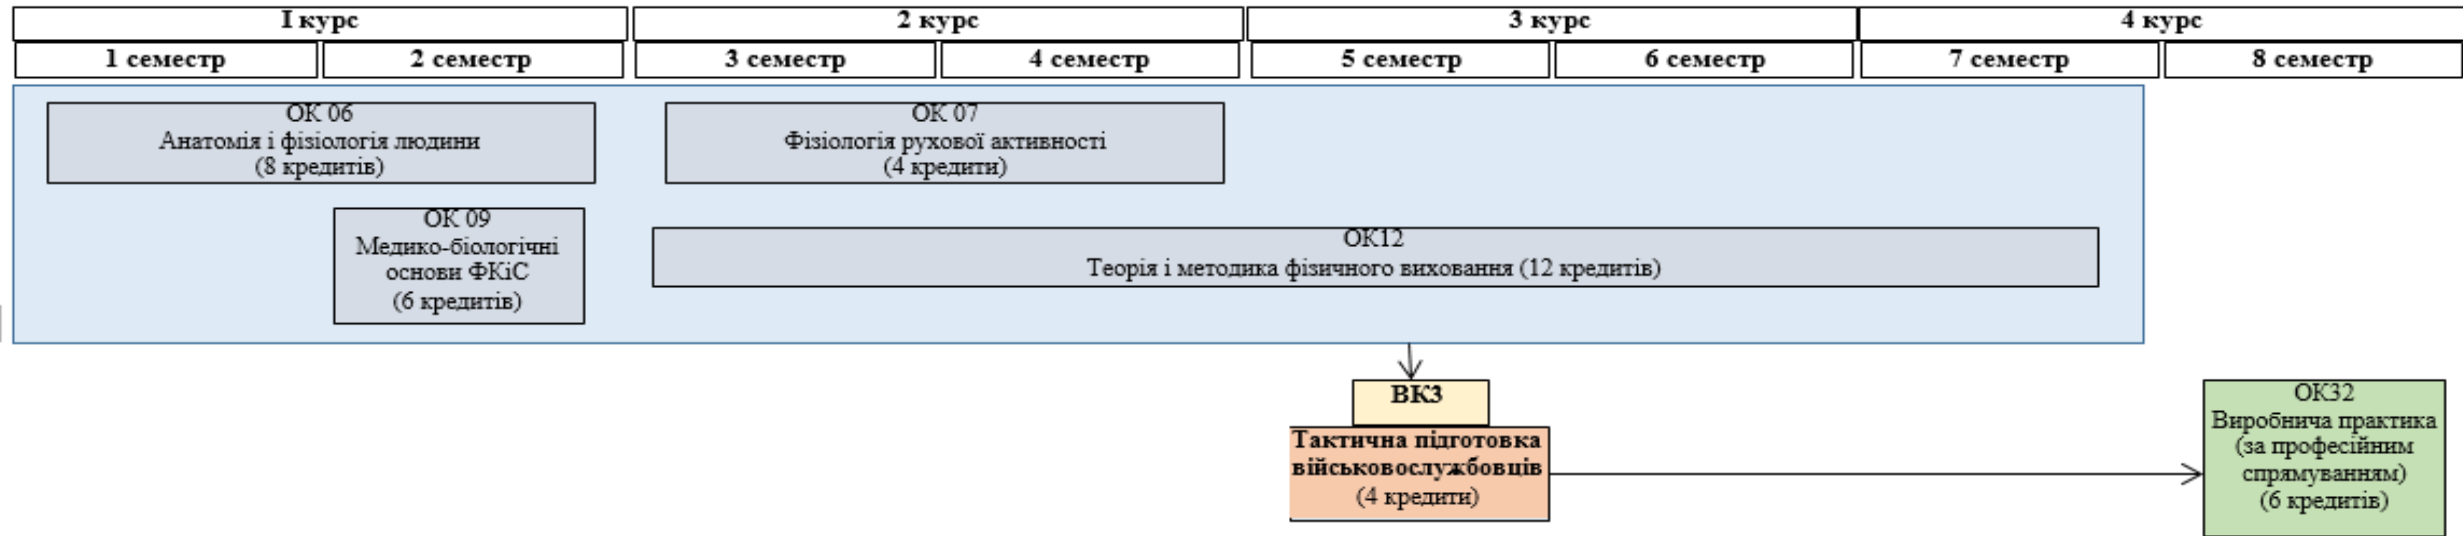 І курс
2 курс
3 курс
4 курс
1 семестр
2 семестр
3 семестр
4 семестр
5 семестр
6 семестр
7 семестр
8 семестр
ОК 06
Анатомія і фізіологія людини
(8 кредитів)
ОК 07
Фізіологія рухової активності
(4 кредити)
ОК 09
Медико-біологічні
основи ФКіС
(6 кредитів)
ОК12
Теорія і методика фізичного виховання (12 кредитів)
ВК3
Тактична підготовка
військовослужбовців
(4 кредити)
ОК32
Виробнича практика
(за професійним
спрямуванням)
(6 кредитів)